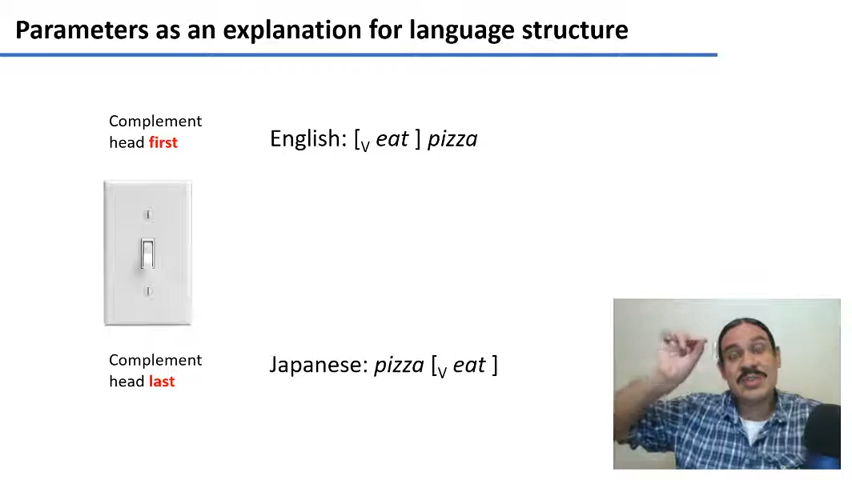 Parameters as an explanation for language structure
Complement
head first
English: [V eat ] pizza
Complement
head last
Japanese: pizza [V eat ]